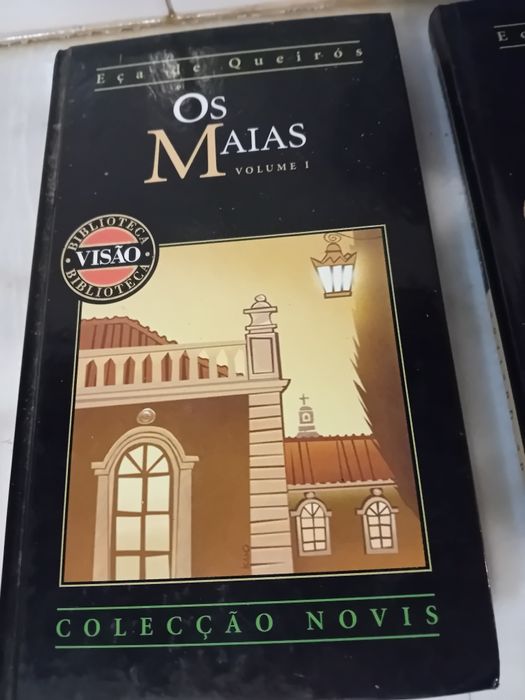 Eça de Queirós
OS
MAIAS
VOLUME I
BIBLIOTECA
VISÃO
BIBLIOTECA
COLECÇÃO NOVIS